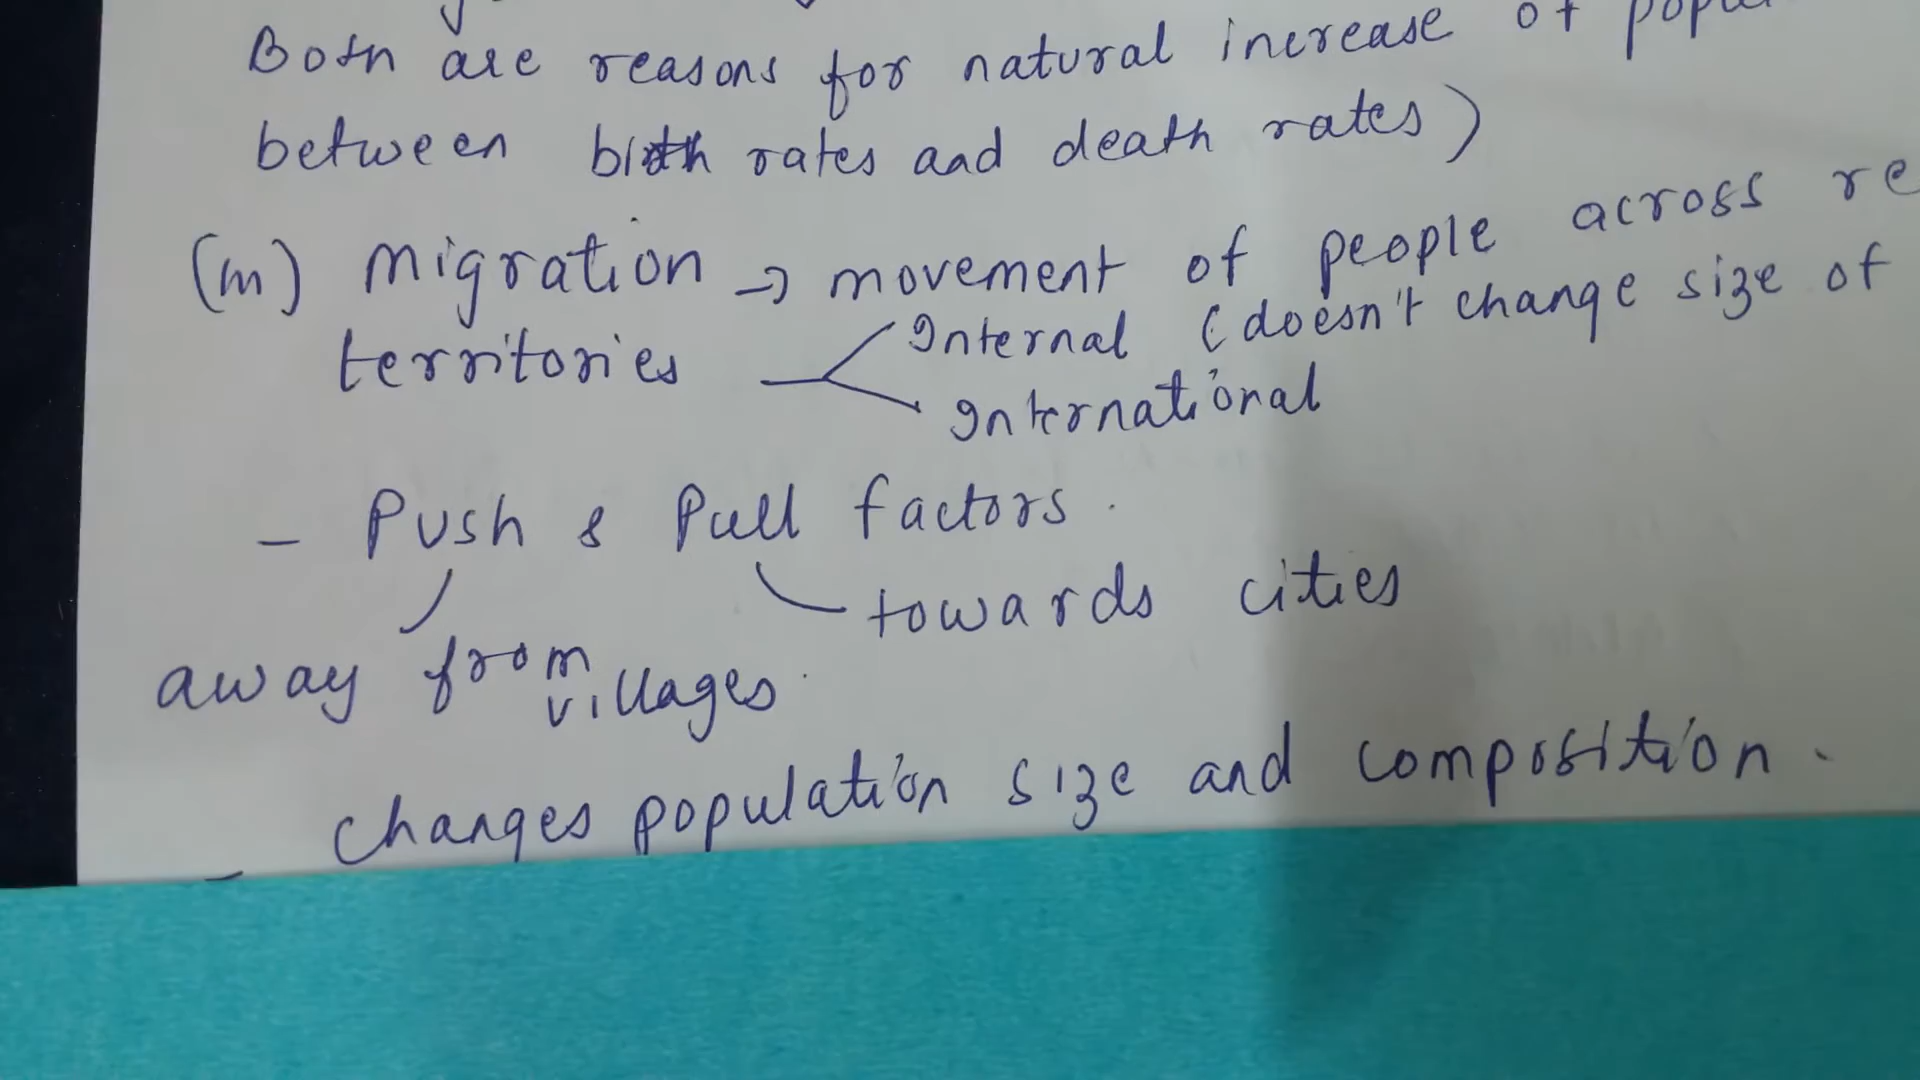 Both are reasons for natural increase of
between birth rates and death rates)
(m) Migration → movement of people across
territories Internal (doesn't change size of
International
- Push & Pull factors.
towards cities
away from villages.
- changes population size and composition.